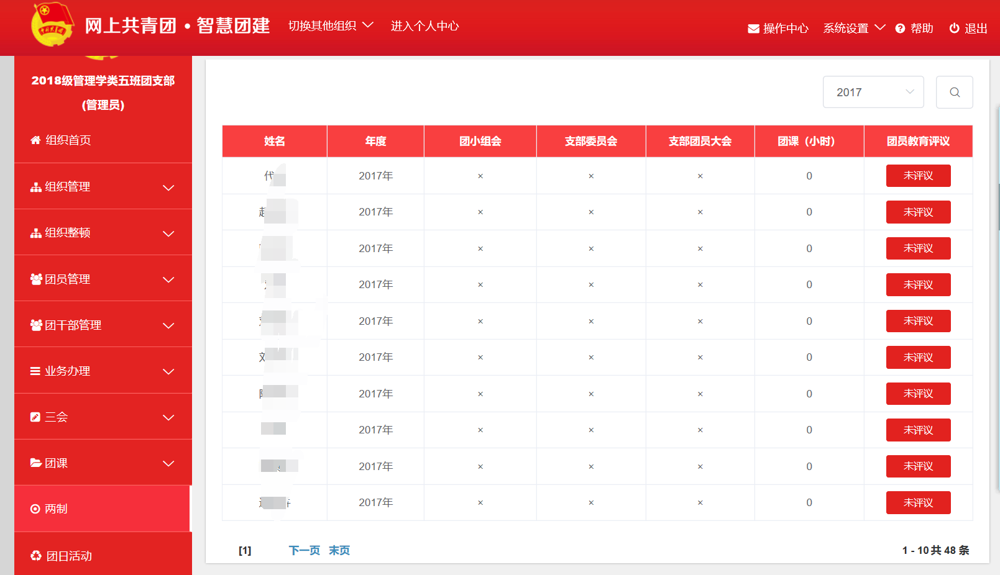 网上共青团·智慧团建 切换其他组织 进入个人中心 操作中心 系统设置 帮助 退出
2018级管理学类五班团支部
(管理员)
组织首页
组织管理
组织整顿
团员管理
团干部管理
业务办理
三会
团课
两制
团日活动
2017
姓名 年度 团小组会 支部委员会 支部团员大会 团课（小时） 团员教育评议
代 2017年 × × × 0 未评议
2017年 × × × 0 未评议
2017年 × × × 0 未评议
2017年 × × × 0 未评议
2017年 × × × 0 未评议
刘 2017年 × × × 0 未评议
2017年 × × × 0 未评议
2017年 × × × 0 未评议
2017年 × × × 0 未评议
2017年 × × × 0 未评议
[1] 下一页 末页 1 - 10 共 48 条